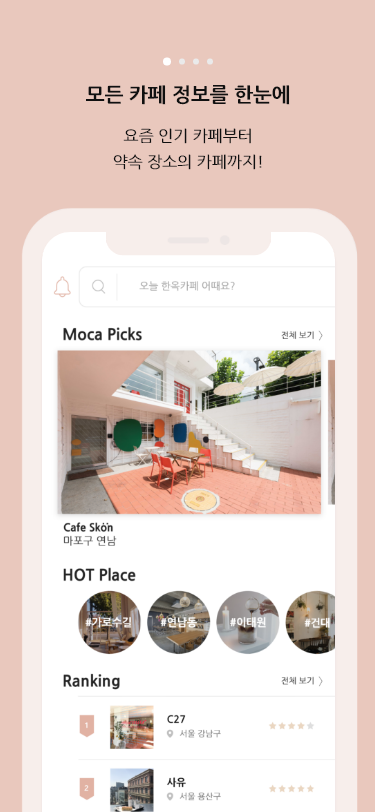 모든 카페 정보를 한눈에
요즘 인기 카페부터
약속 장소의 카페까지!
오늘 한옥카페 어때요?
Moca Picks
전체 보기 〉
Cafe Skön
마포구 연남
HOT Place
#가로수길 #연남동 #이태원 #건대
Ranking
전체 보기 〉
1
C27
서울 강남구
2
사유
서울 용산구